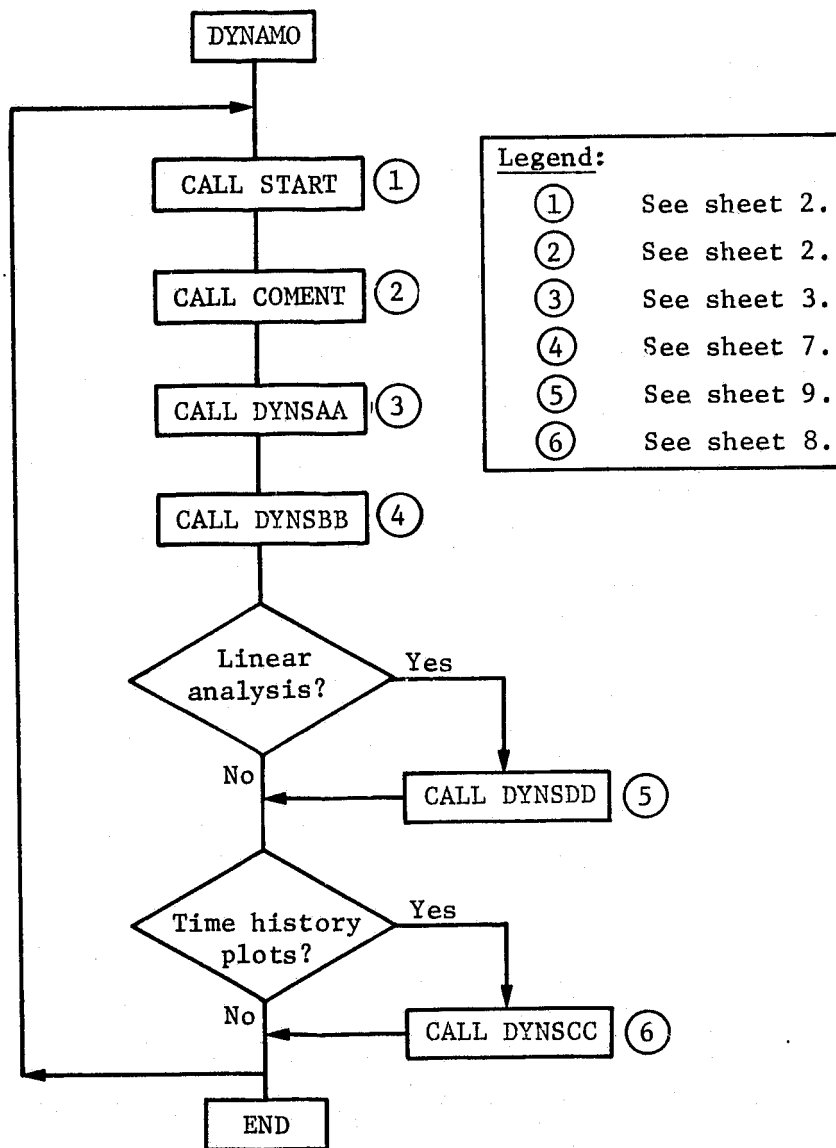 DYNAMO
CALL START ①
CALL COMENT ②
CALL DYNSAA ③
CALL DYNSBB ④
Linear
analysis?
Yes
No
CALL DYNSDD ⑤
Time history
plots?
Yes
No
CALL DYNSCC ⑥
END
Legend:
① See sheet 2.
② See sheet 2.
③ See sheet 3.
④ See sheet 7.
⑤ See sheet 9.
⑥ See sheet 8.